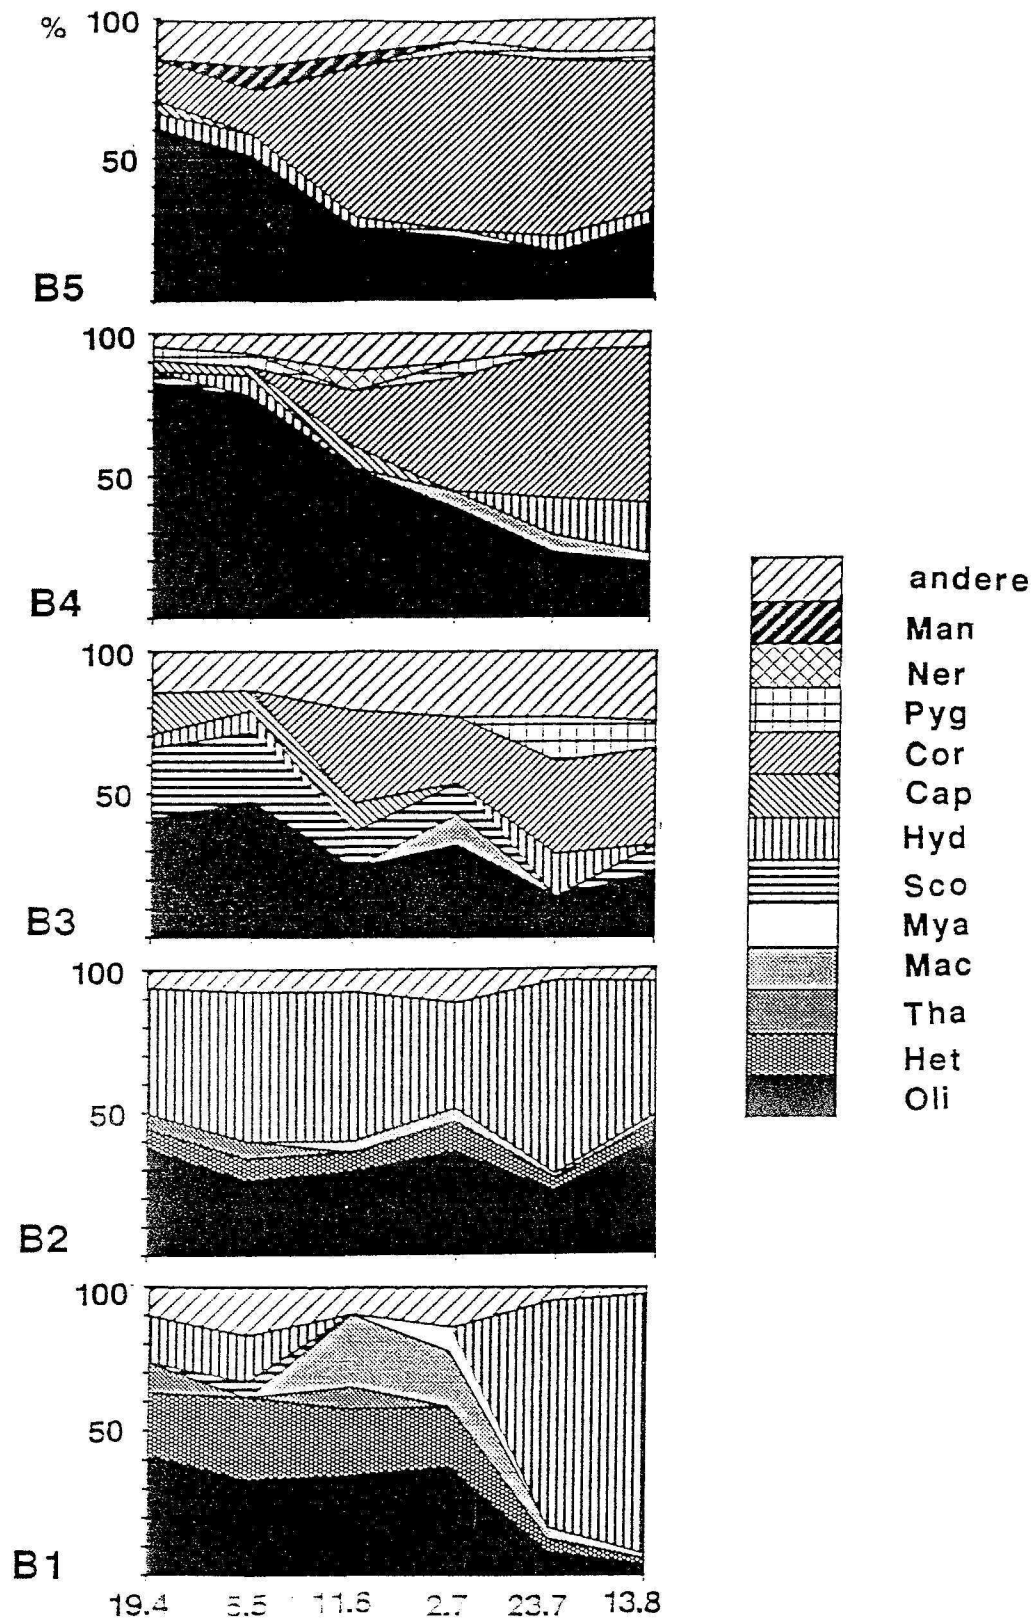 % 100
50
B5
100
50
B4
100
50
B3
100
50
B2
100
50
B1
19.4 5.5 11.6 2.7 23.7 13.8
andere
Man
Ner
Pyg
Cor
Cap
Hyd
Sco
Mya
Mac
Tha
Het
Oli